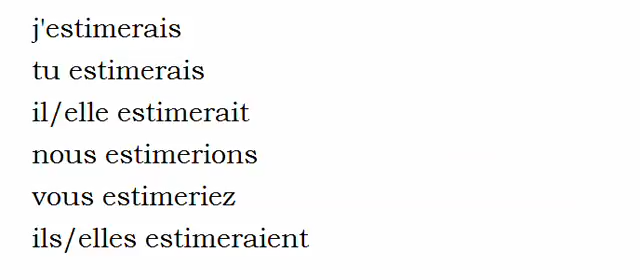 j'estimerais
tu estimerais
il/elle estimerait
nous estimerions
vous estimeriez
ils/elles estimeraient